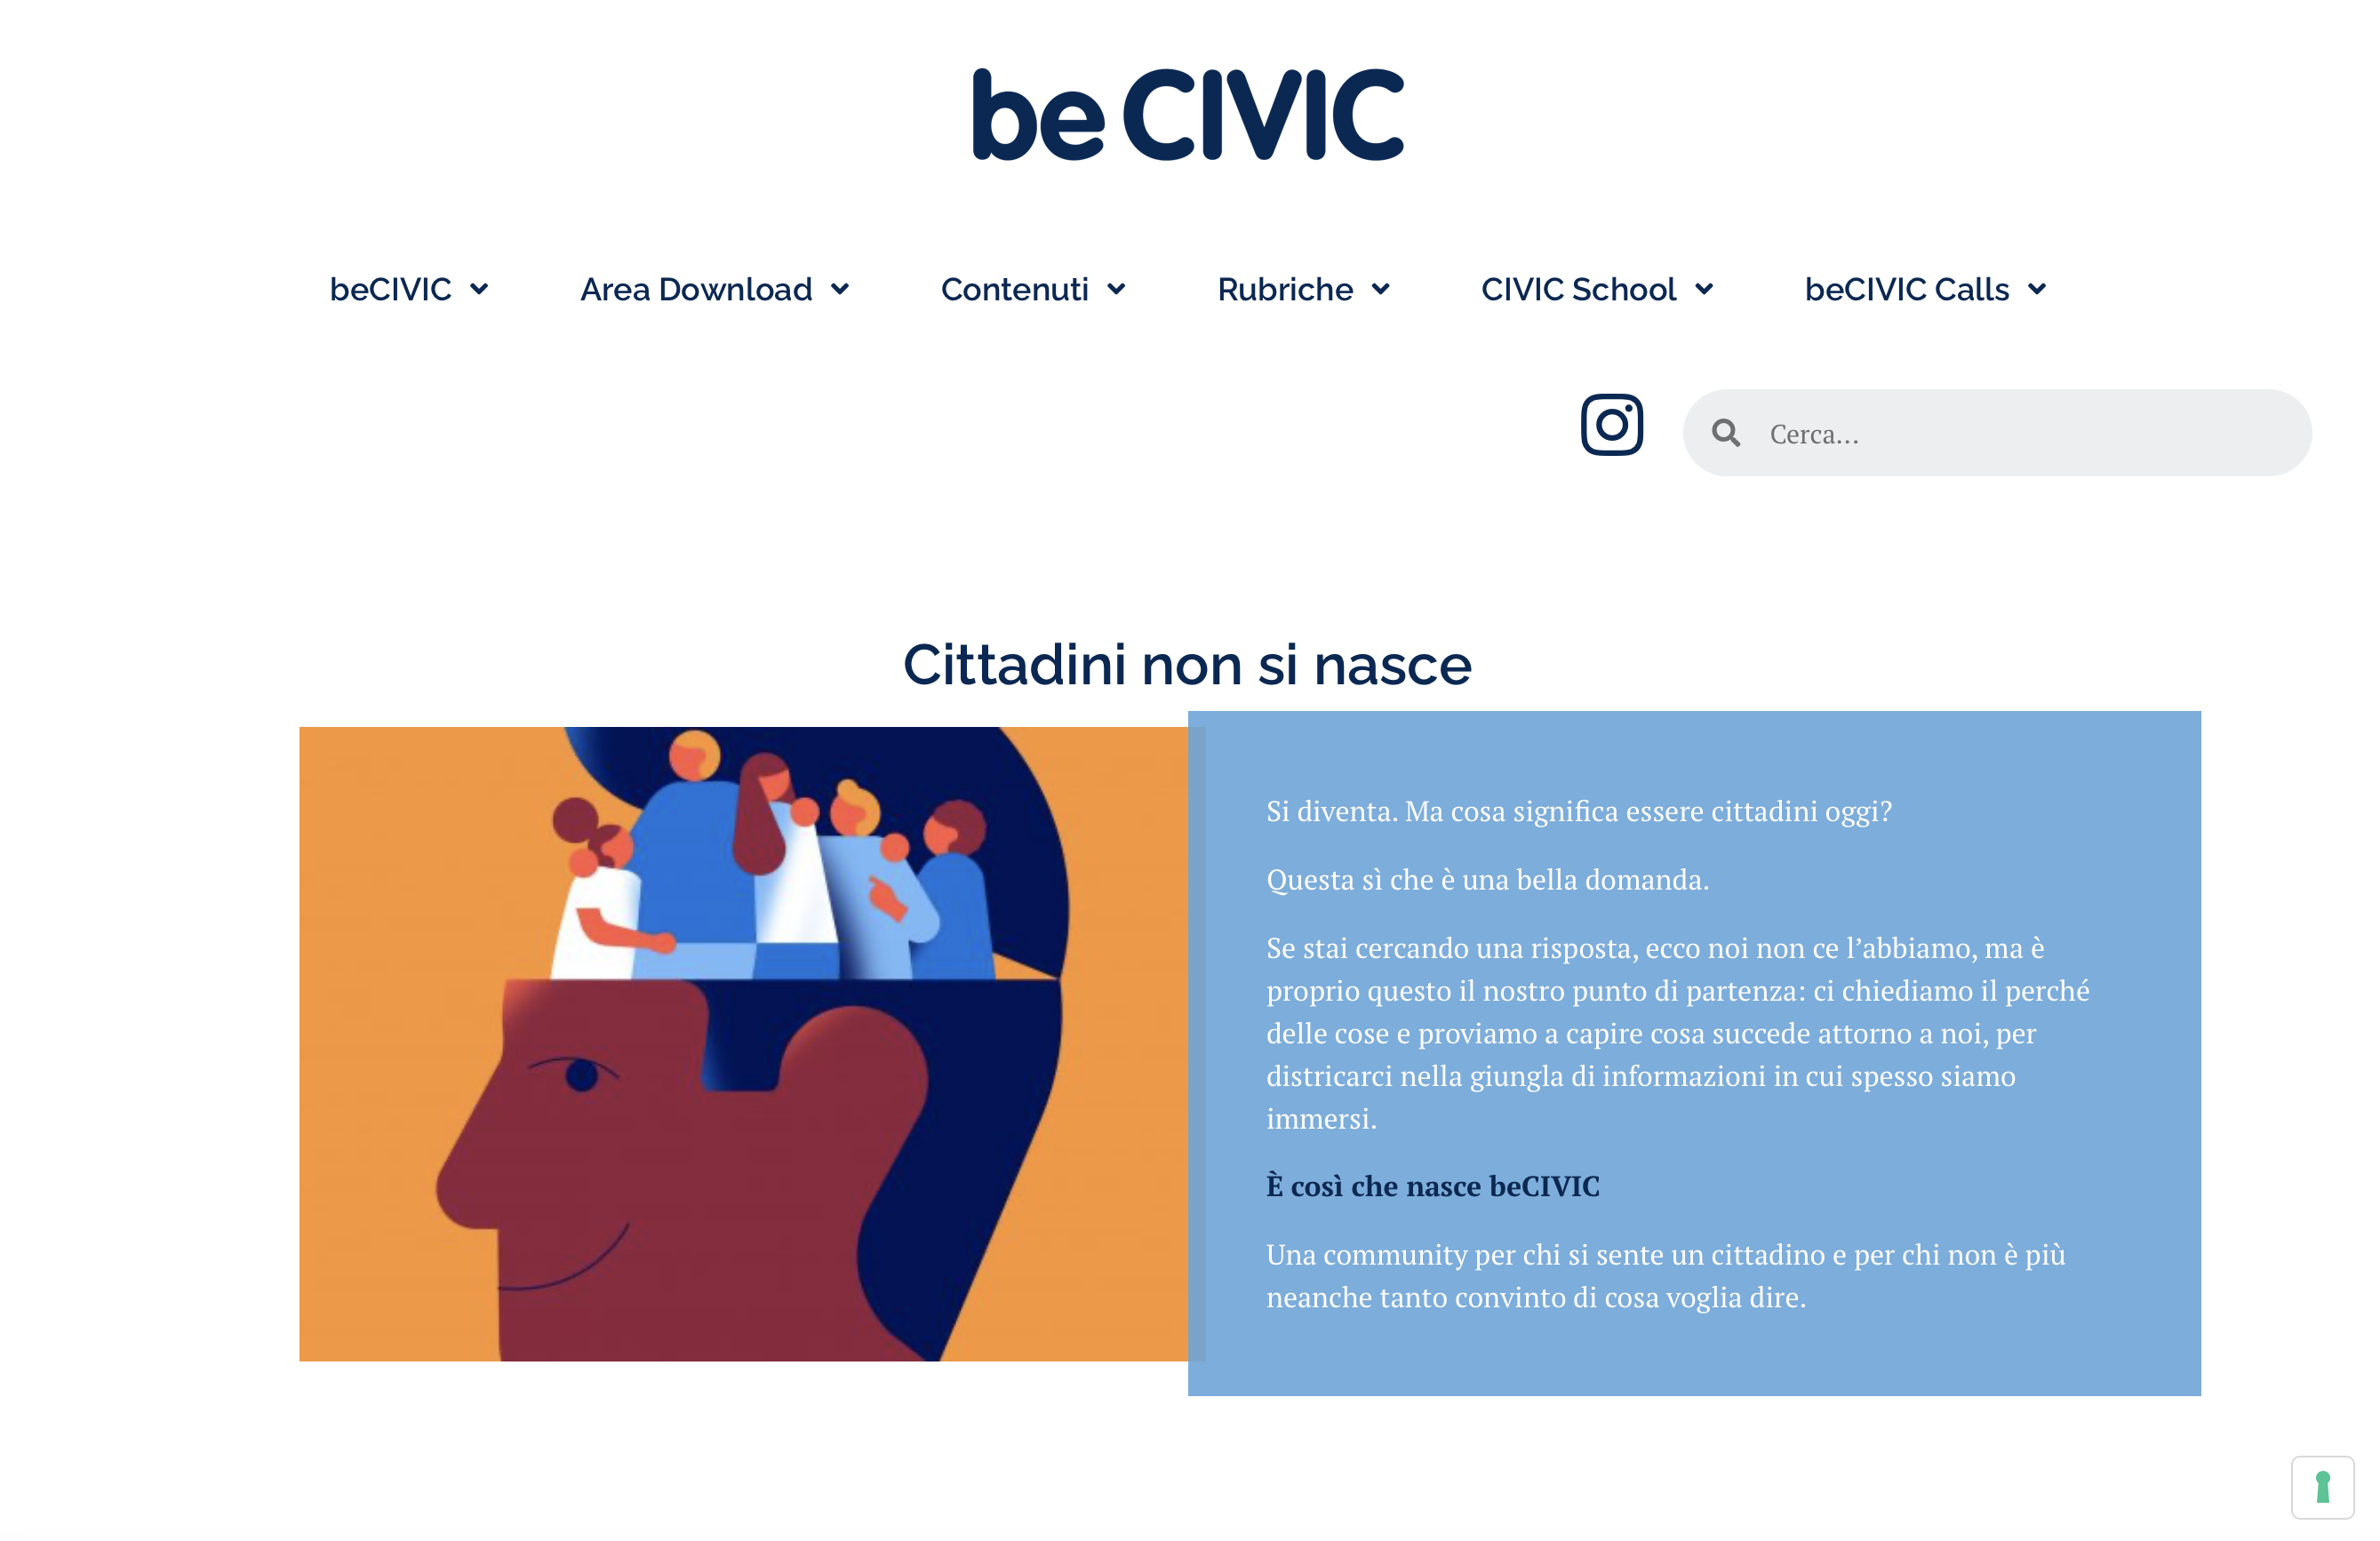 be CIVIC
beCIVIC
Area Download
Contenuti
Rubriche
CIVIC School
beCIVIC Calls
Cerca...
Cittadini non si nasce
Si diventa. Ma cosa significa essere cittadini oggi?
Questa sì che è una bella domanda.
Se stai cercando una risposta, ecco noi non ce l’abbiamo, ma è
proprio questo il nostro punto di partenza: ci chiediamo il perché
delle cose e proviamo a capire cosa succede attorno a noi, per
districarci nella giungla di informazioni in cui spesso siamo
immersi.
È così che nasce beCIVIC
Una community per chi si sente un cittadino e per chi non è più
neanche tanto convinto di cosa voglia dire.